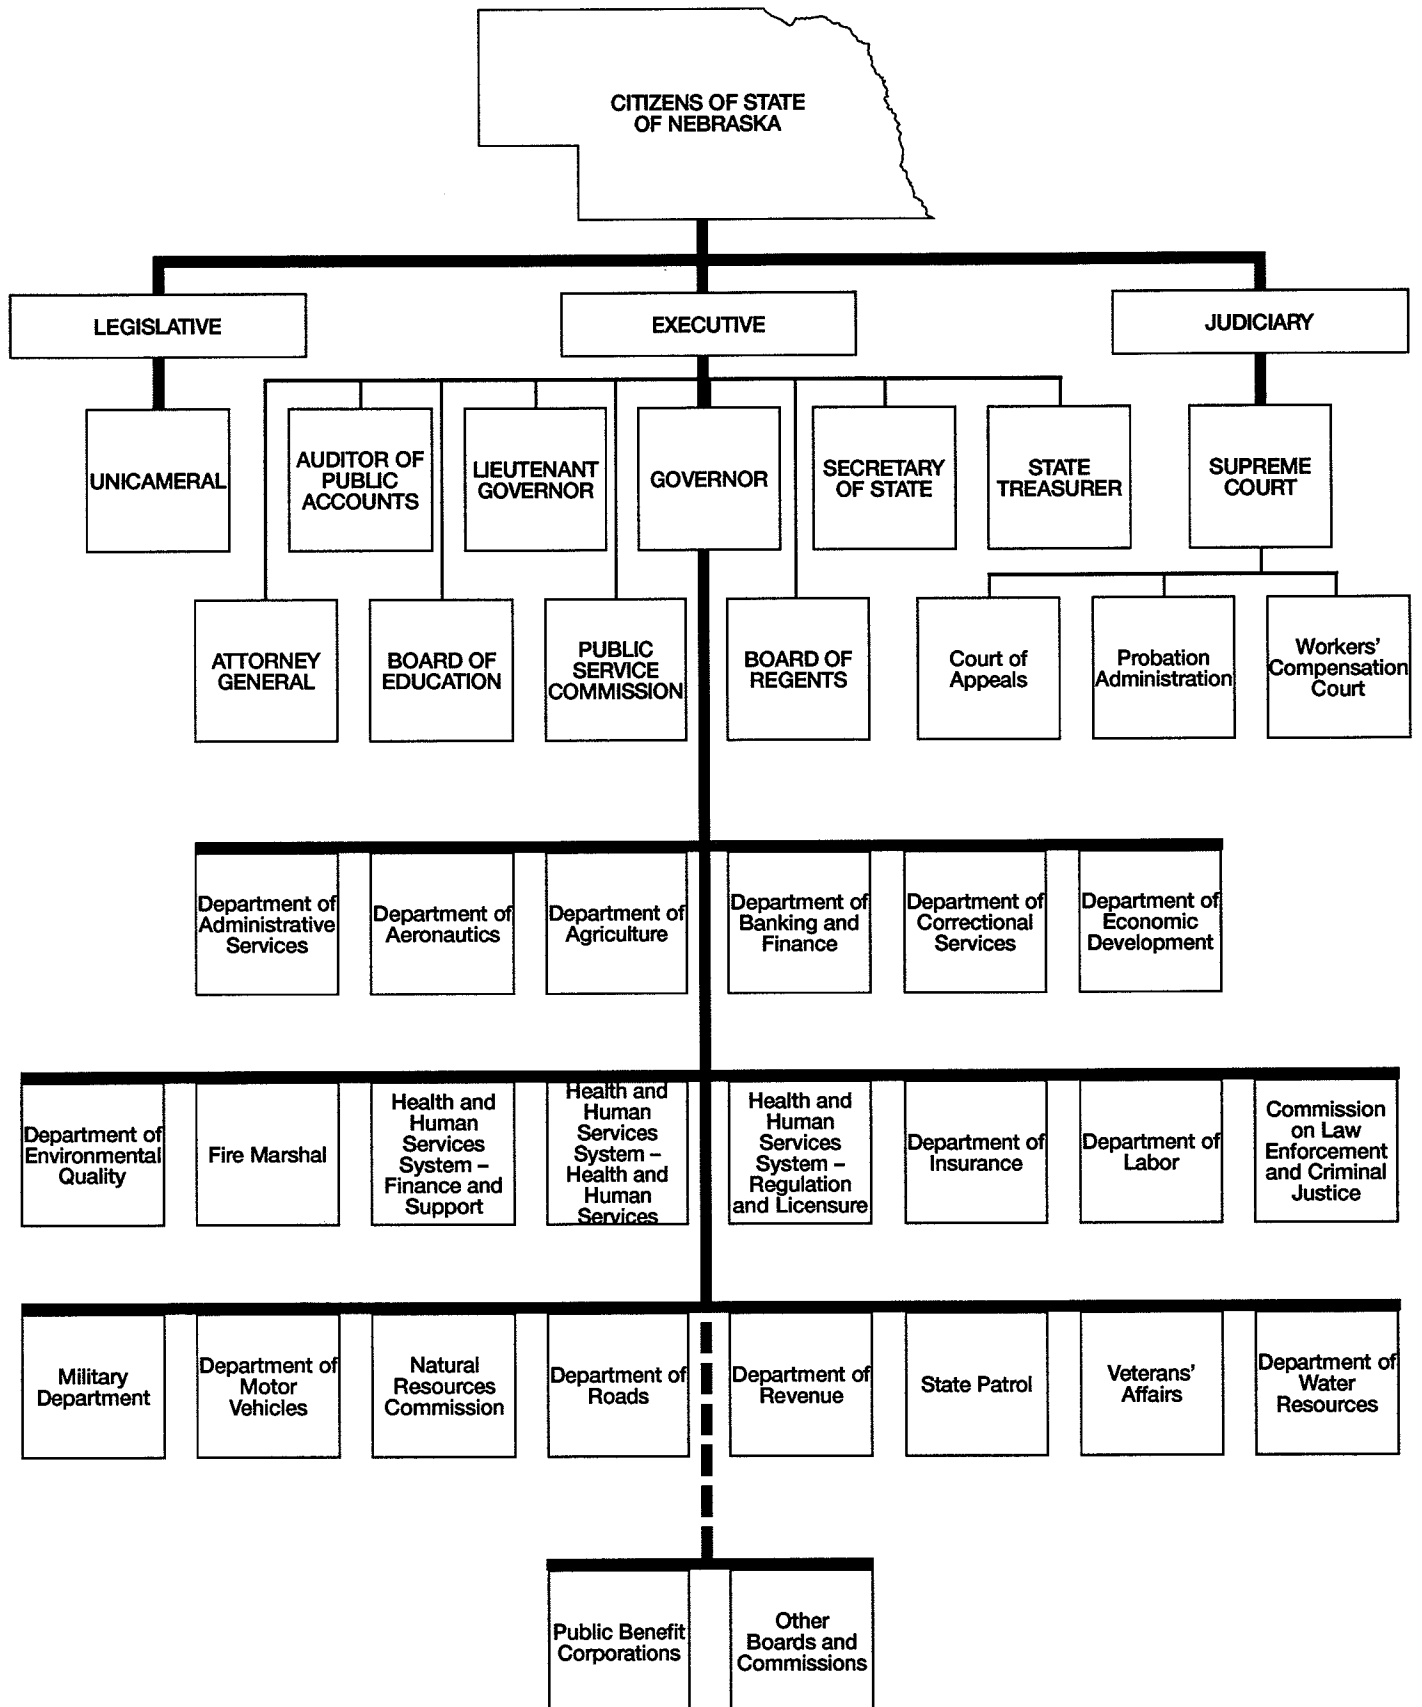 CITIZENS OF STATE
OF NEBRASKA
LEGISLATIVE
EXECUTIVE
JUDICIARY
UNICAMERAL
AUDITOR OF
PUBLIC
ACCOUNTS
LIEUTENANT
GOVERNOR
GOVERNOR
SECRETARY
OF STATE
STATE
TREASURER
SUPREME
COURT
ATTORNEY
GENERAL
BOARD OF
EDUCATION
PUBLIC
SERVICE
COMMISSION
BOARD OF
REGENTS
Court of
Appeals
Probation
Administration
Workers'
Compensation
Court
Department of
Administrative
Services
Department of
Aeronautics
Department of
Agriculture
Department of
Banking and
Finance
Department of
Correctional
Services
Department of
Economic
Development
Department of
Environmental
Quality
Fire Marshal
Health and
Human
Services
System –
Finance and
Support
Health and
Human
Services
System –
Health and
Human
Services
Health and
Human
Services
System –
Regulation
and Licensure
Department of
Insurance
Department of
Labor
Commission
on Law
Enforcement
and Criminal
Justice
Military
Department
Department of
Motor
Vehicles
Natural
Resources
Commission
Department of
Roads
Department of
Revenue
State Patrol
Veterans'
Affairs
Department of
Water
Resources
Public Benefit
Corporations
Other
Boards and
Commissions